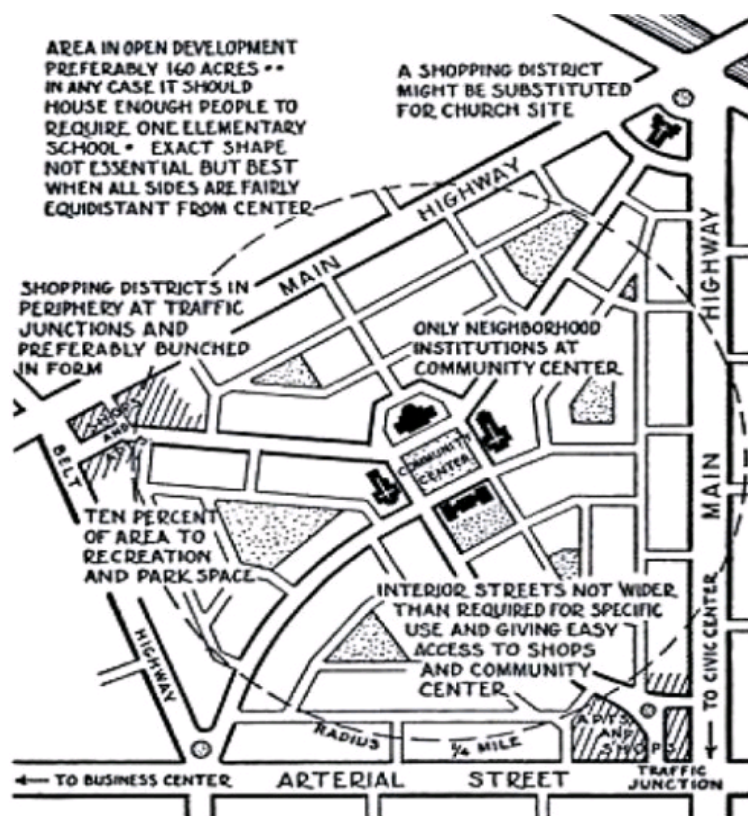 AREA IN OPEN DEVELOPMENT
PREFERABLY 160 ACRES • •
IN ANY CASE IT SHOULD
HOUSE ENOUGH PEOPLE TO
REQUIRE ONE ELEMENTARY
SCHOOL • EXACT SHAPE
NOT ESSENTIAL BUT BEST
WHEN ALL SIDES ARE FAIRLY
EQUIDISTANT FROM CENTER
A SHOPPING DISTRICT
MIGHT BE SUBSTITUTED
FOR CHURCH SITE
MAIN HIGHWAY
HIGHWAY
MAIN
SHOPPING DISTRICTS IN
PERIPHERY AT TRAFFIC
JUNCTIONS AND
PREFERABLY BUNCHED
IN FORM
ONLY NEIGHBORHOOD
INSTITUTIONS AT
COMMUNITY CENTER
SHOPS
AND
BELT
HIGHWAY
COMMUNITY
CENTER
TEN PERCENT
OF AREA TO
RECREATION
AND PARK SPACE
INTERIOR STREETS NOT WIDER
THAN REQUIRED FOR SPECIFIC
USE AND GIVING EASY
ACCESS TO SHOPS
AND COMMUNITY
CENTER
TO CIVIC CENTER
RADIUS 1/4 MILE
APTS
AND
SHOPS
TRAFFIC
JUNCTION
TO BUSINESS CENTER
ARTERIAL STREET